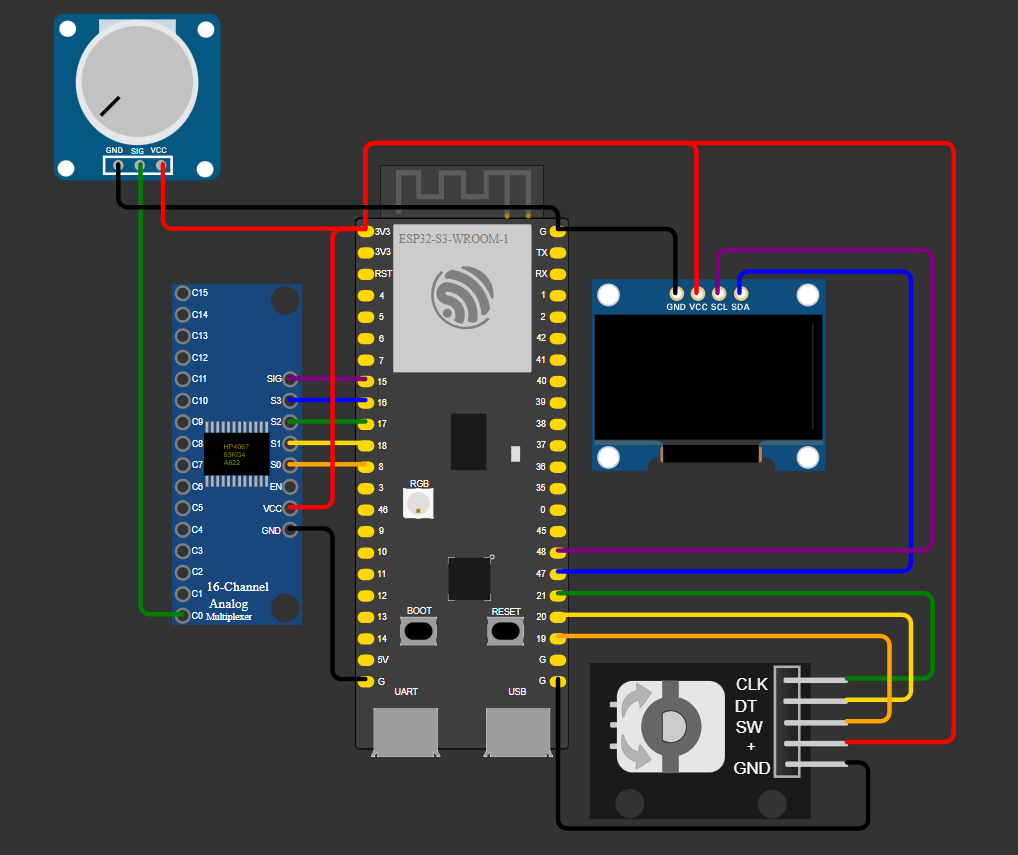 GND SIG VCC
ESP32-S3-WROOM-1
3V3
3V3
RST
4
5
6
7
15
16
17
18
8
3
46
9
10
11
12
13
14
5V
G
G
TX
RX
1
2
42
41
40
39
38
37
36
35
0
45
48
47
21
20
19
G
G
RGB
BOOT
RESET
UART
USB
C15
C14
C13
C12
C11
C10
C9
C8
C7
C6
C5
C4
C3
C2
C1
C0
SIG
S3
S2
S1
S0
EN
VCC
GND
HP4067
63KG4
A622
16-Channel
Analog
Multiplexer
GND VCC SCL SDA
CLK
DT
SW
+
GND